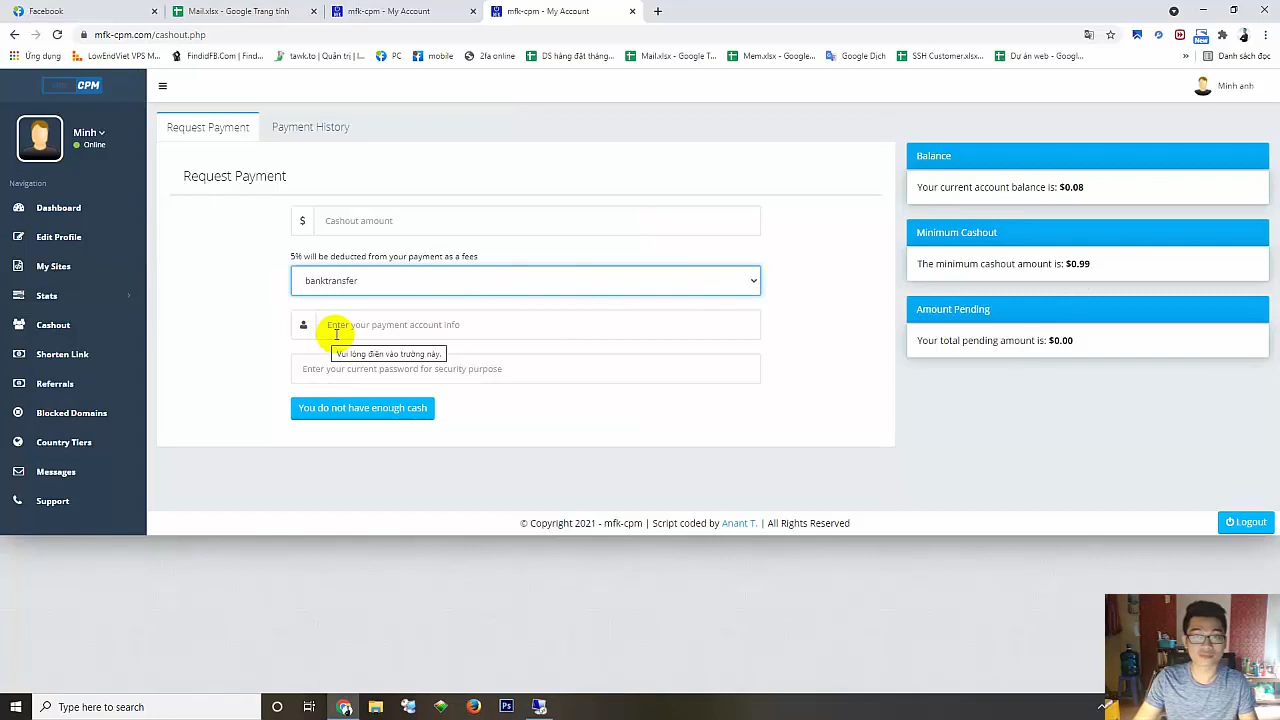 Facebook
Mail.xlsx - Google Trang tính
mfk-cpm - My Account
mfk-cpm - My Account
mfk-cpm.com/cashout.php
Ứng dụng
LowEndViet VPS M...
FindidFB.com | Find...
tawk.to | Quản trị |...
PC
mobile
2fa online
DS hàng đặt tháng...
Mail.xlsx - Google T...
Mem.xlsx - Google...
Google Dịch
SSH Customer.xlsx...
Dự án web - Googl...
»
Danh sách đọc
CPM
Minh anh
Minh
Online
Navigation
Dashboard
Edit Profile
My Sites
Stats
Cashout
Shorten Link
Referrals
Blocked Domains
Country Tiers
Messages
Support
Request Payment
Payment History
Request Payment
$
Cashout amount
5% will be deducted from your payment as a fees
banktransfer
Enter your payment account info
Vui lòng điền vào trường này.
Enter your current password for security purpose
You do not have enough cash
Balance
Your current account balance is: $0.08
Minimum Cashout
The minimum cashout amount is: $0.99
Amount Pending
Your total pending amount is: $0.00
© Copyright 2021 - mfk-cpm | Script coded by Anant T. | All Rights Reserved
Logout
Type here to search
Ps